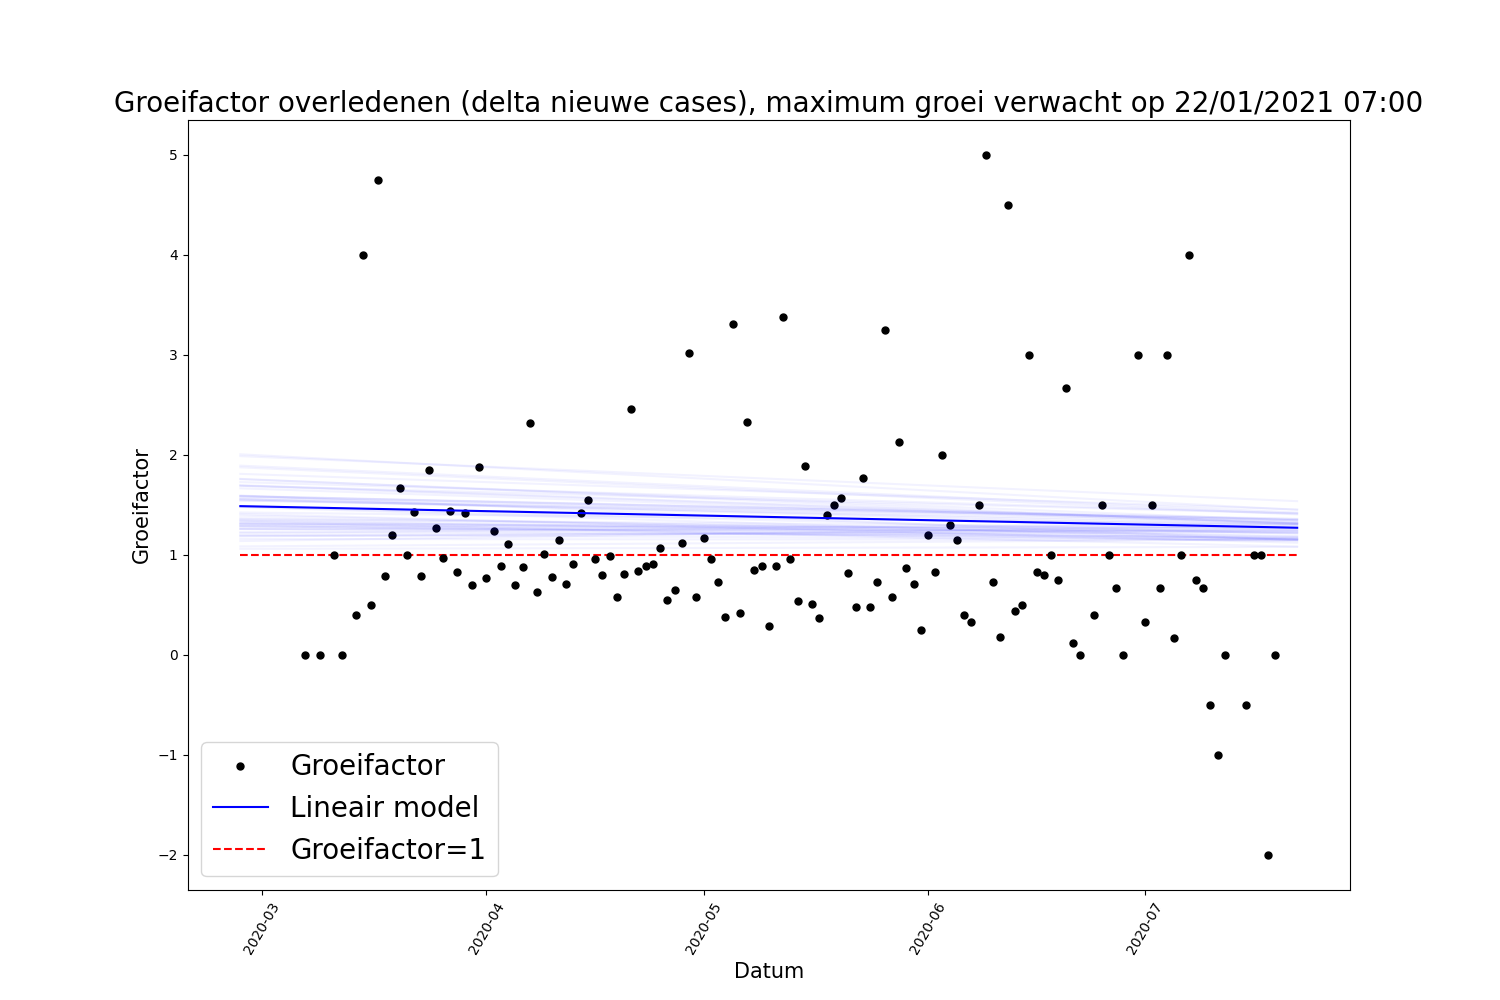 Groeifactor overledenen (delta nieuwe cases), maximum groei verwacht op 22/01/2021 07:00
5
4
3
2
1
0
−1
−2
Groeifactor
Groeifactor
Lineair model
Groeifactor=1
2020-03
2020-04
2020-05
2020-06
2020-07
Datum